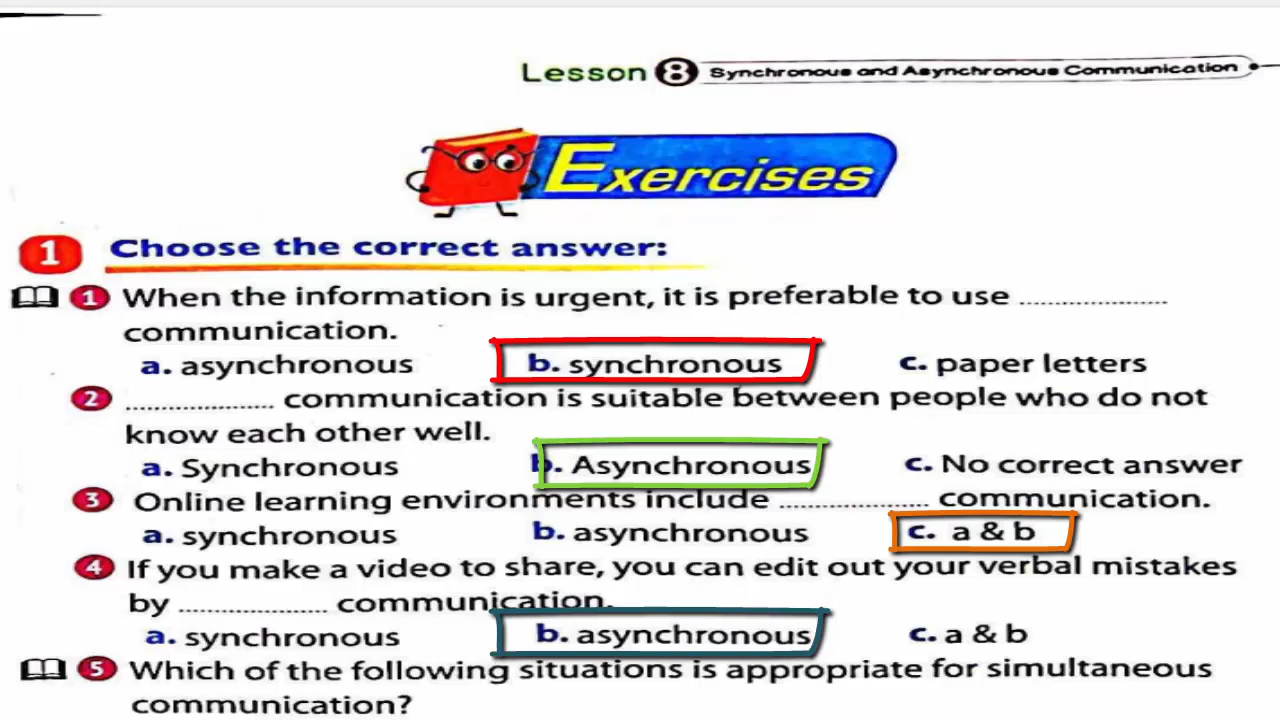 Lesson 8 Synchronous and Asynchronous Communication
Exercises
1 Choose the correct answer:
1 When the information is urgent, it is preferable to use ....................
communication.
a. asynchronous b. synchronous c. paper letters
2 .................... communication is suitable between people who do not
know each other well.
a. Synchronous b. Asynchronous c. No correct answer
3 Online learning environments include .................... communication.
a. synchronous b. asynchronous c. a & b
4 If you make a video to share, you can edit out your verbal mistakes
by .................... communication.
a. synchronous b. asynchronous c. a & b
5 Which of the following situations is appropriate for simultaneous
communication?